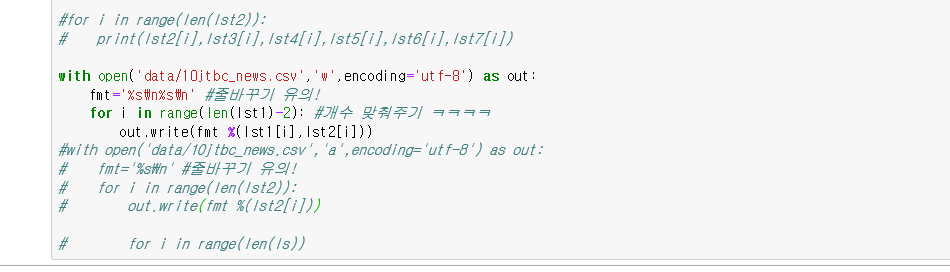 #for i in range(len(lst2)):
#    print(lst2[i],lst3[i],lst4[i],lst5[i],lst6[i],lst7[i])
with open('data/10jtbc_news.csv','w',encoding='utf-8') as out:
    fmt='%s₩n%s₩n' #줄바꾸기 유의!
    for i in range(len(lst1)-2): #개수 맞춰주기 ㅋㅋㅋㅋ
        out.write(fmt %(lst1[i],lst2[i]))
#with open('data/10jtbc_news.csv','a',encoding='utf-8') as out:
#    fmt='%s₩n' #줄바꾸기 유의!
#    for i in range(len(lst2)):
#        out.write(fmt %(lst2[i]))
#        for i in range(len(ls))